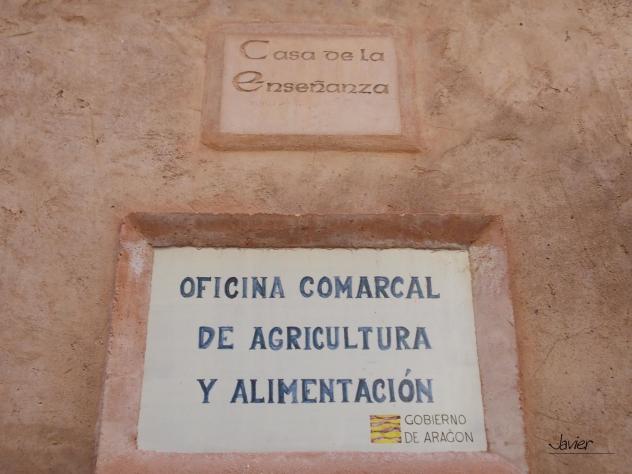 Casa de la
Enseñanza
OFICINA COMARCAL
DE AGRICULTURA
Y ALIMENTACIÓN
GOBIERNO
DE ARAGON
Javier